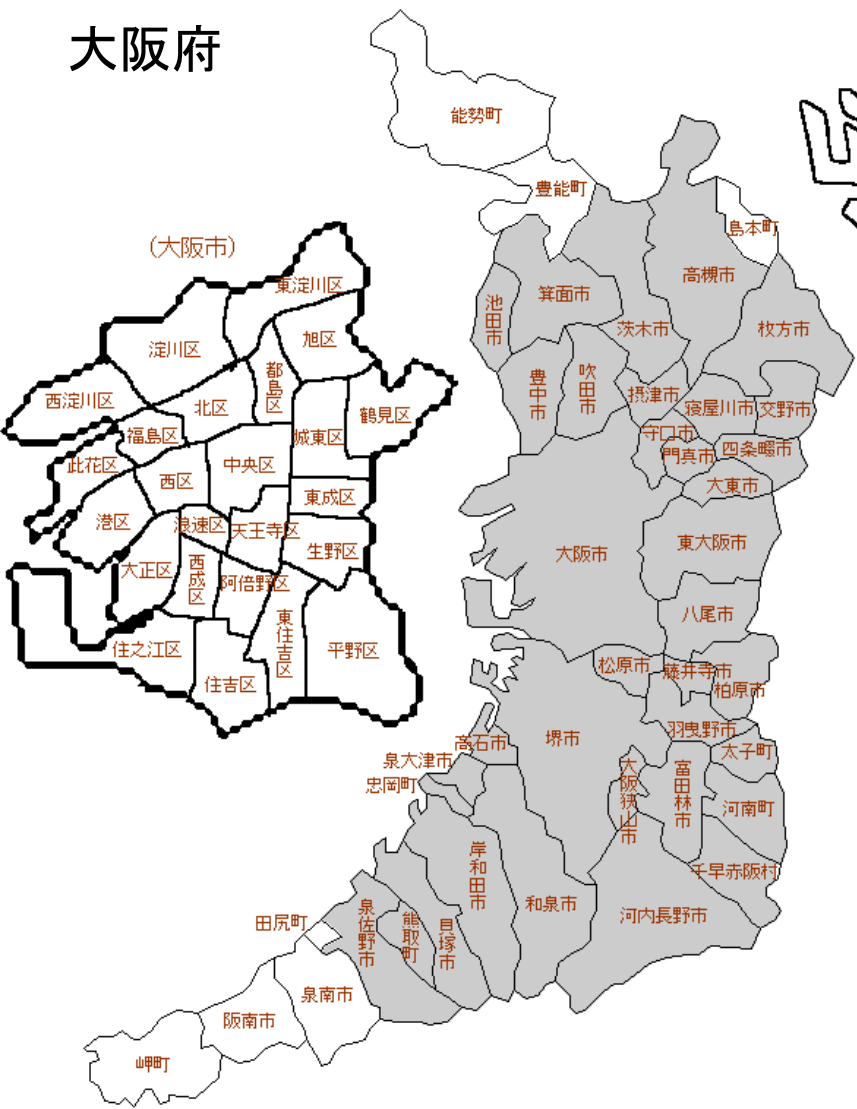 大阪府
能勢町
豊能町
島本町
高槻市
(大阪市)
東淀川区
池田市
箕面市
茨木市
枚方市
淀川区
旭区
都島区
豊中市
吹田市
摂津市
寝屋川市
交野市
西淀川区
北区
鶴見区
福島区
城東区
守口市
門真市
四条畷市
此花区
西区
中央区
大東市
東成区
港区
浪速区
天王寺区
生野区
大阪市
東大阪市
大正区
西成区
阿倍野区
八尾市
東住吉区
住之江区
平野区
住吉区
松原市
藤井寺市
柏原市
羽曳野市
高石市
堺市
太子町
泉大津市
忠岡町
大阪狭山市
富田林市
河南町
岸和田市
千早赤阪村
和泉市
河内長野市
田尻町
泉佐野市
熊取町
貝塚市
泉南市
阪南市
岬町